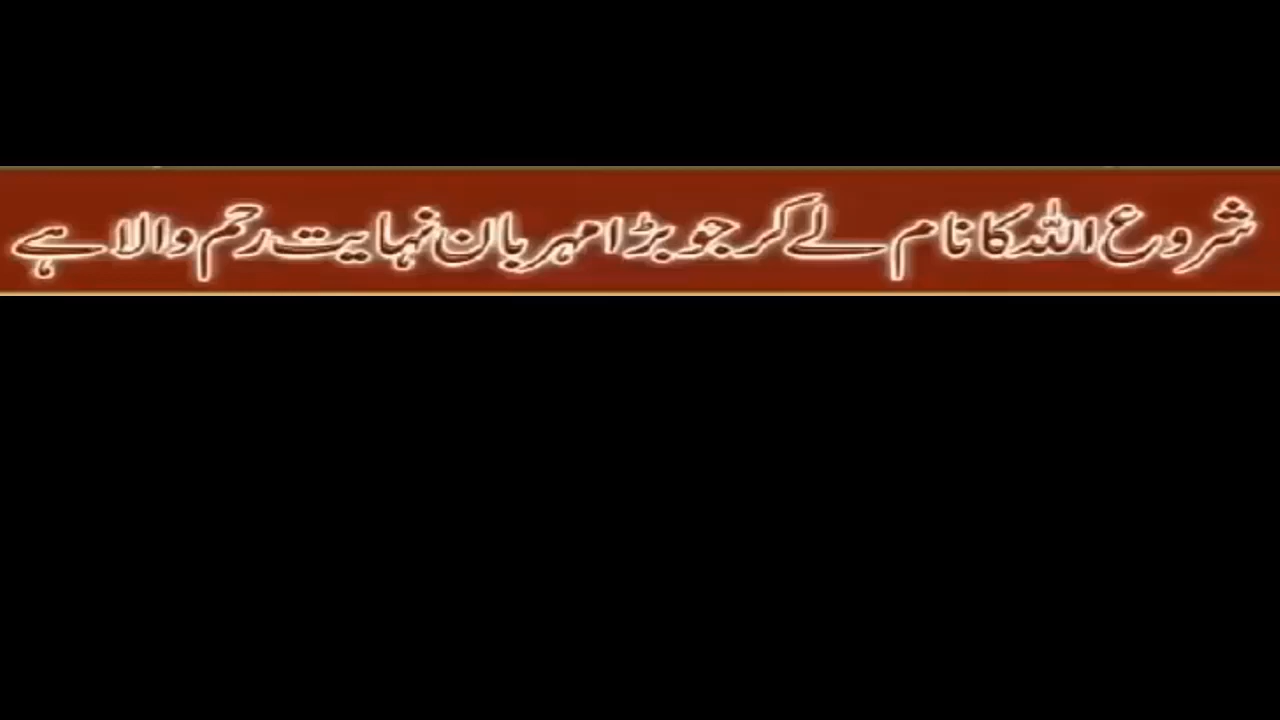 شروع اللہ کا نام لے کر جو بڑا مہربان نہایت رحم والا ہے